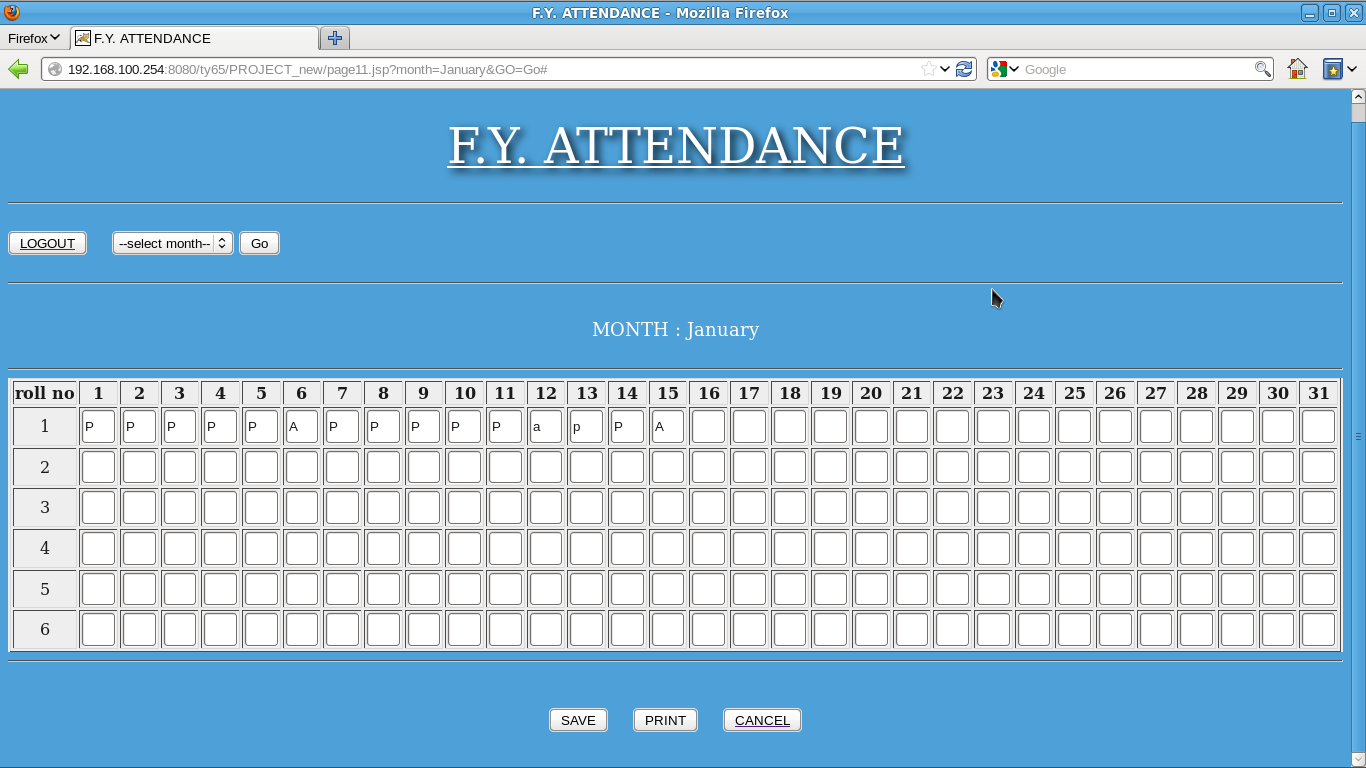 F.Y. ATTENDANCE - Mozilla Firefox
Firefox
F.Y. ATTENDANCE
192.168.100.254:8080/ty65/PROJECT_new/page11.jsp?month=January&GO=Go#
Google
F.Y. ATTENDANCE
LOGOUT --select month-- Go
MONTH : January
roll no 1 2 3 4 5 6 7 8 9 10 11 12 13 14 15 16 17 18 19 20 21 22 23 24 25 26 27 28 29 30 31
1 P P P P P A P P P P P a p P A
2
3
4
5
6
SAVE PRINT CANCEL